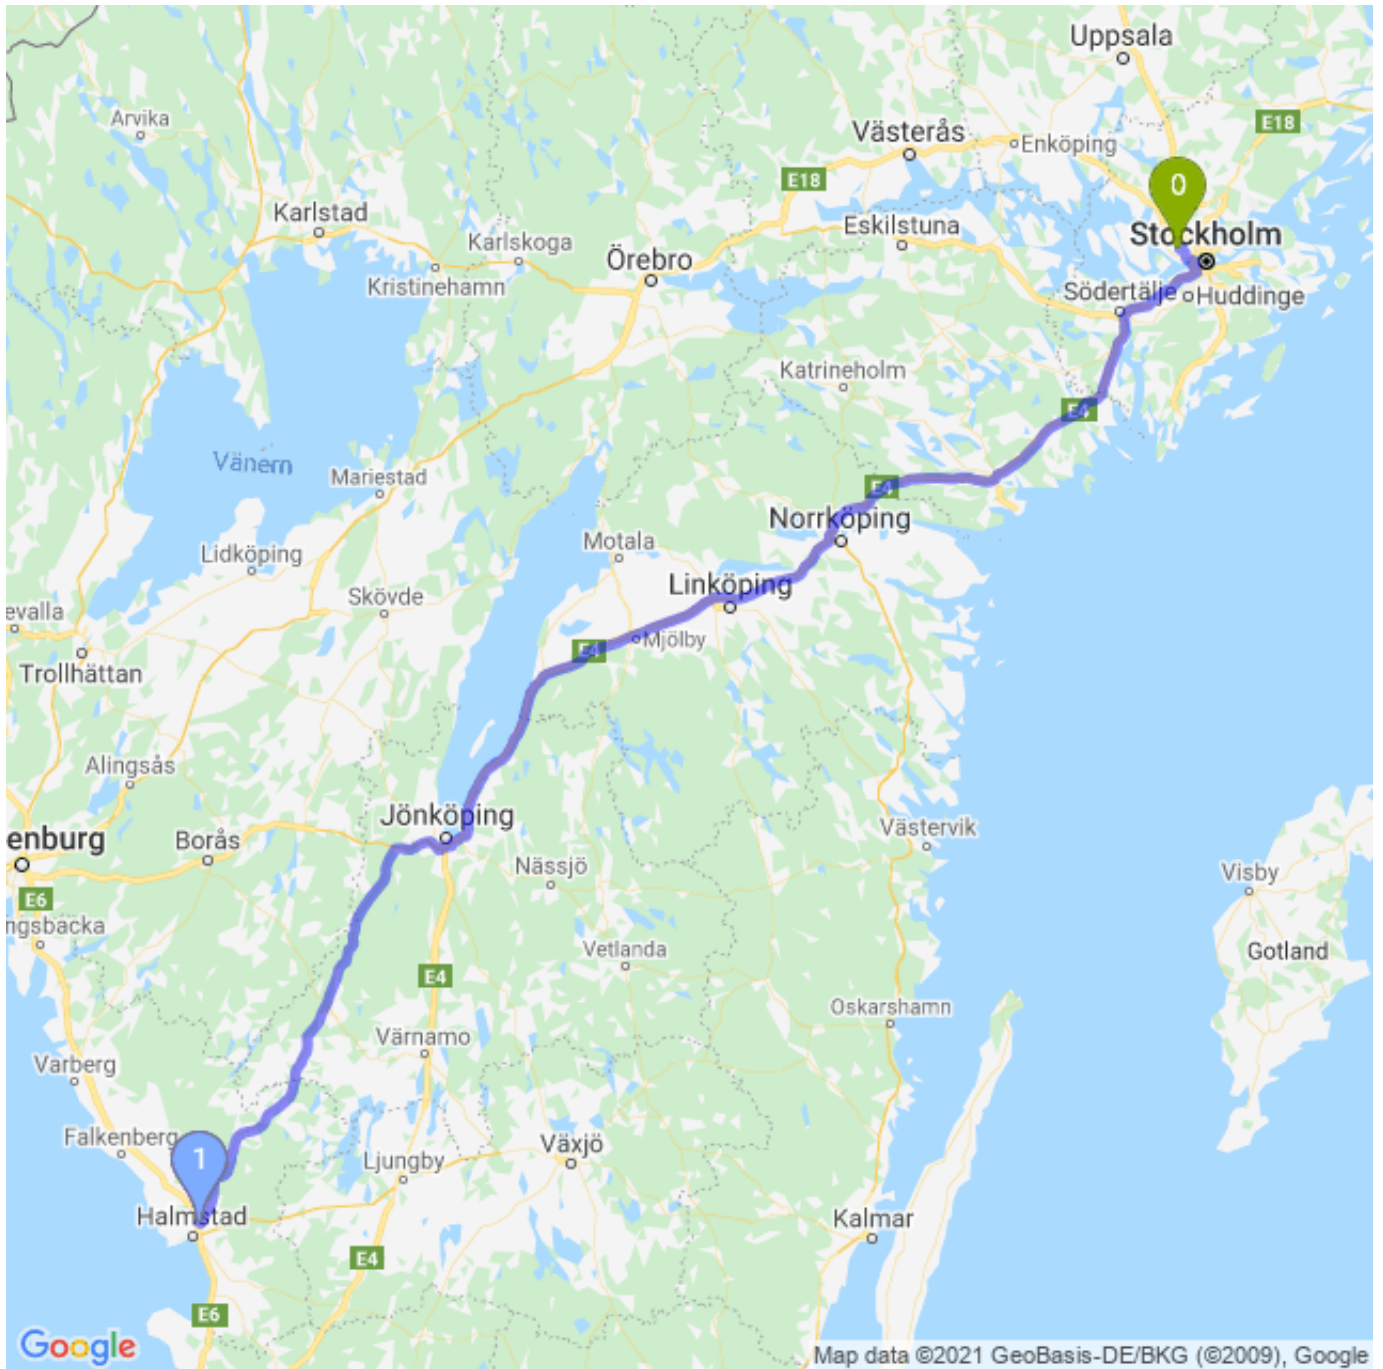 Uppsala
Arvika
E18
Västerås
Enköping
E18
0
Karlstad
Eskilstuna
Stockholm
Karlskoga
Örebro
Kristinehamn
Södertälje
Huddinge
Katrineholm
E4
Vänern
Mariestad
E4
Norrköping
Motala
Lidköping
Linköping
Skövde
evalla
Mjölby
E4
Trollhättan
Alingsås
Jönköping
enburg
Borås
Västervik
Nässjö
Visby
E6
ngsbacka
Vetlanda
Gotland
E4
Oskarshamn
Värnamo
Varberg
Falkenberg
Växjö
1
Ljungby
Halmstad
Kalmar
E4
E6
Google
Map data ©2021 GeoBasis-DE/BKG (©2009), Google